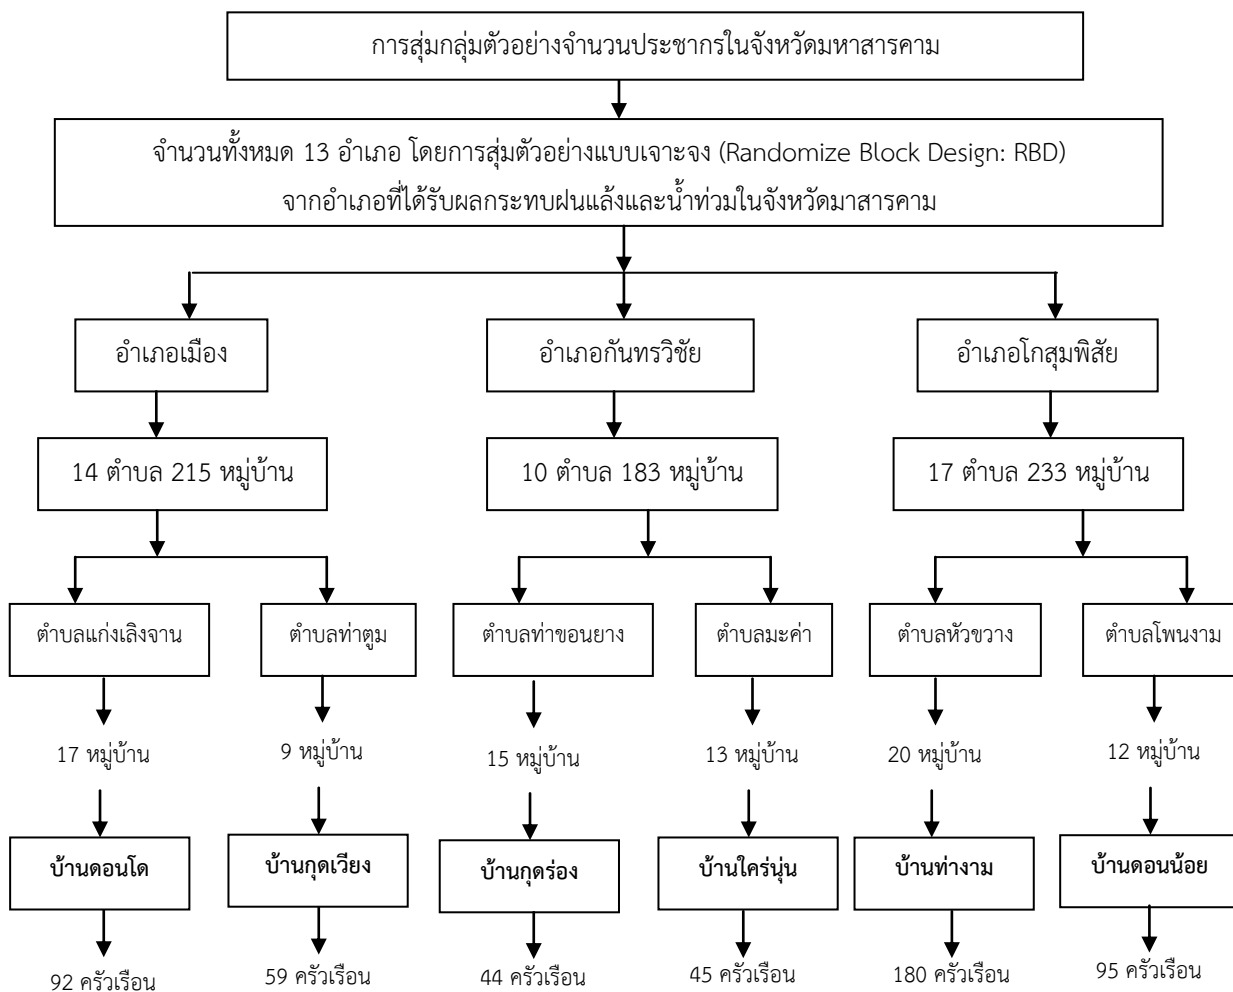 การสุ่มกลุ่มตัวอย่างจำนวนประชากรในจังหวัดมหาสารคาม
จำนวนทั้งหมด 13 อำเภอ โดยการสุ่มตัวอย่างแบบเจาะจง (Randomize Block Design: RBD)
จากอำเภอที่ได้รับผลกระทบฝนแล้งและน้ำท่วมในจังหวัดมาสารคาม
อำเภอเมือง
อำเภอกันทรวิชัย
อำเภอโกสุมพิสัย
14 ตำบล 215 หมู่บ้าน
10 ตำบล 183 หมู่บ้าน
17 ตำบล 233 หมู่บ้าน
ตำบลแก่งเลิงจาน
ตำบลท่าตูม
ตำบลท่าขอนยาง
ตำบลมะค่า
ตำบลหัวขวาง
ตำบลโพนงาม
17 หมู่บ้าน
9 หมู่บ้าน
15 หมู่บ้าน
13 หมู่บ้าน
20 หมู่บ้าน
12 หมู่บ้าน
บ้านดอนโด
บ้านกุดเวียง
บ้านกุดร่อง
บ้านใคร่นุ่น
บ้านท่างาม
บ้านดอนน้อย
92 ครัวเรือน
59 ครัวเรือน
44 ครัวเรือน
45 ครัวเรือน
180 ครัวเรือน
95 ครัวเรือน